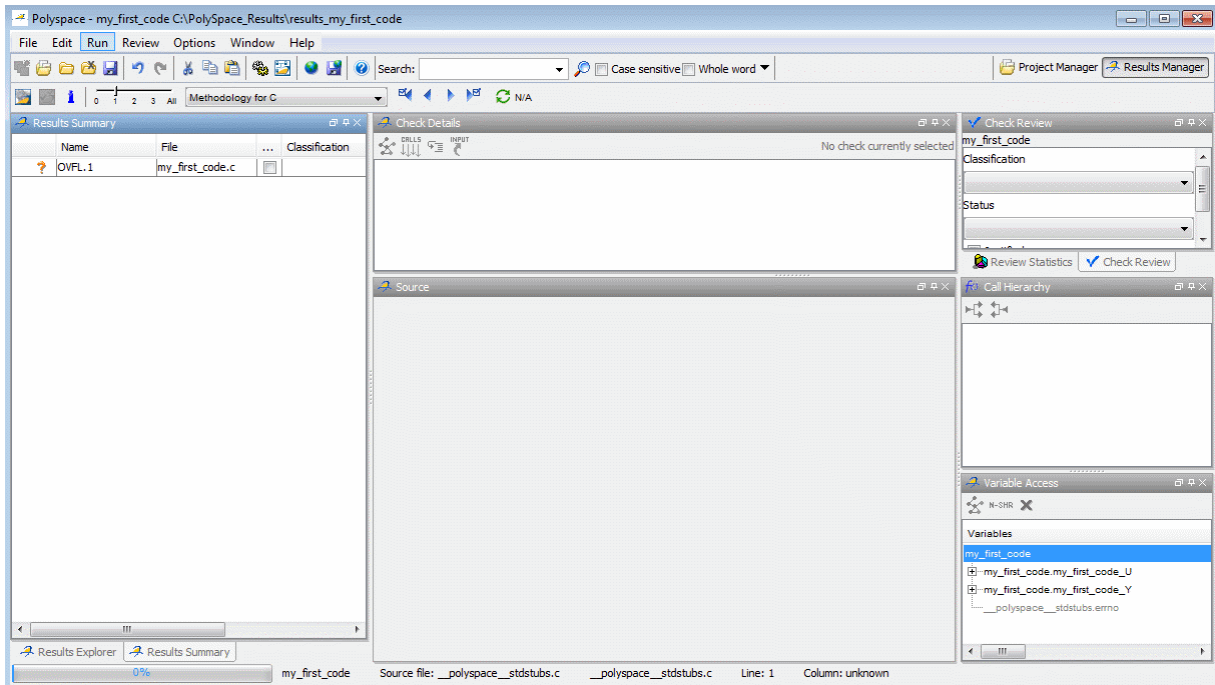 Polyspace - my_first_code C:\PolySpace_Results\results_my_first_code
File Edit Run Review Options Window Help
Search: Case sensitive Whole word Project Manager Results Manager
0 1 2 3 All Methodology for C N/A
Results Summary
Name File ... Classification
? OVFL.1 my_first_code.c
Results Explorer Results Summary
Check Details
CALLS INPUT No check currently selected
Source
Check Review
my_first_code
Classification
Status
Review Statistics Check Review
Call Hierarchy
Variable Access
N-SHR
Variables
my_first_code
my_first_code.my_first_code_U
my_first_code.my_first_code_Y
__polyspace__stdstubs.errno
0% my_first_code Source file: __polyspace__stdstubs.c __polyspace__stdstubs.c Line: 1 Column: unknown